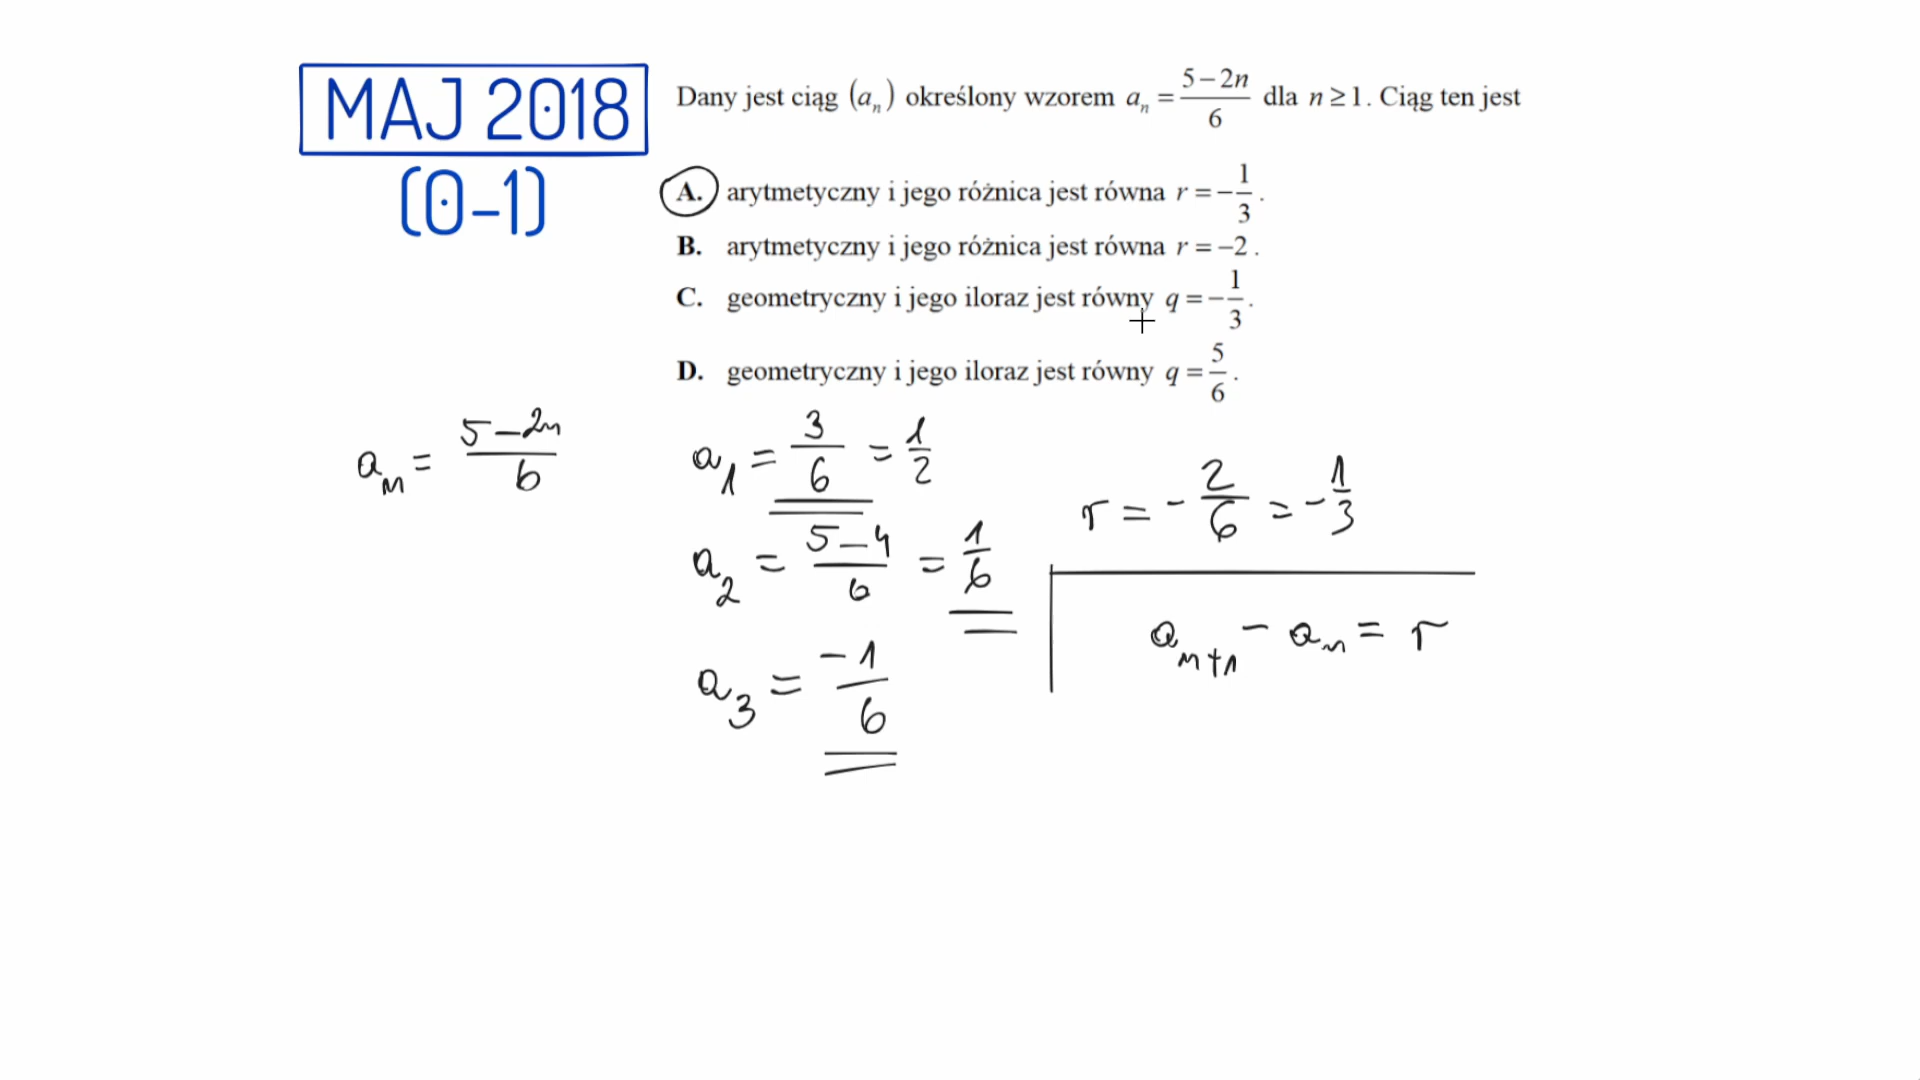 MAJ 2018
(0-1)
Dany jest ciąg (aₙ) określony wzorem aₙ = (5-2n)/6 dla n ≥ 1. Ciąg ten jest
A. arytmetyczny i jego różnica jest równa r = -1/3.
B. arytmetyczny i jego różnica jest równa r = -2.
C. geometryczny i jego iloraz jest równy q = -1/3.
D. geometryczny i jego iloraz jest równy q = 5/6.
aₙ = (5-2n)/6
a₁ = 3/6 = 1/2
a₂ = (5-4)/6 = 1/6
a₃ = -1/6
r = -2/6 = -1/3
aₙ₊₁ - aₙ = r